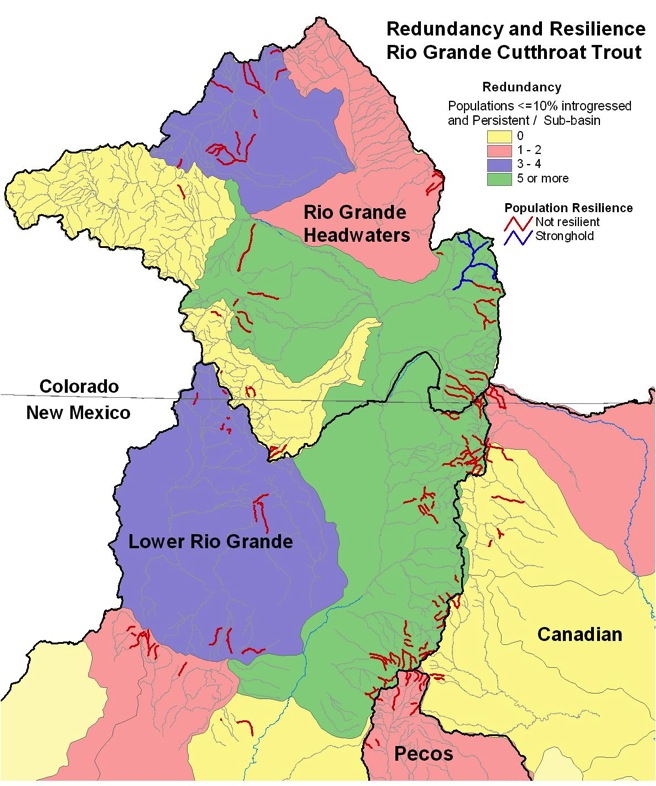 Redundancy and Resilience
Rio Grande Cutthroat Trout
Redundancy
Populations <=10% introgressed
and Persistent / Sub-basin
0
1 - 2
3 - 4
5 or more
Population Resilience
Not resilient
Stronghold
Rio Grande
Headwaters
Colorado
New Mexico
Lower Rio Grande
Canadian
Pecos